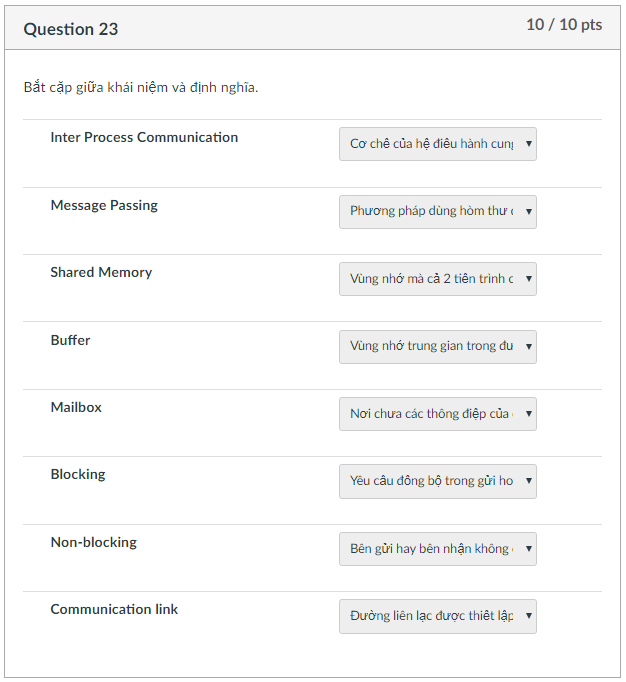 Question 23
10 / 10 pts
Bắt cặp giữa khái niệm và định nghĩa.
Inter Process Communication
Cơ chế của hệ điều hành cung
Message Passing
Phương pháp dùng hòm thư
Shared Memory
Vùng nhớ mà cả 2 tiến trình
Buffer
Vùng nhớ trung gian trong
Mailbox
Nơi chưa các thông điệp của
Blocking
Yêu cầu đồng bộ trong gửi
Non-blocking
Bên gửi hay bên nhận không
Communication link
Đường liên lạc được thiết lập